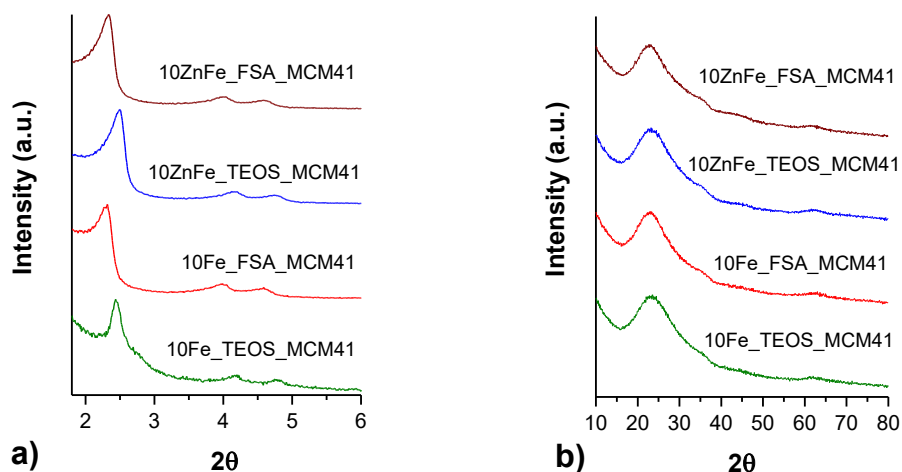 Intensity (a.u.)
10ZnFe_FSA_MCM41
10ZnFe_TEOS_MCM41
10Fe_FSA_MCM41
10Fe_TEOS_MCM41
2 3 4 5 6
a) 2θ
Intensity (a.u.)
10ZnFe_FSA_MCM41
10ZnFe_TEOS_MCM41
10Fe_FSA_MCM41
10Fe_TEOS_MCM41
10 20 30 40 50 60 70 80
b) 2θ